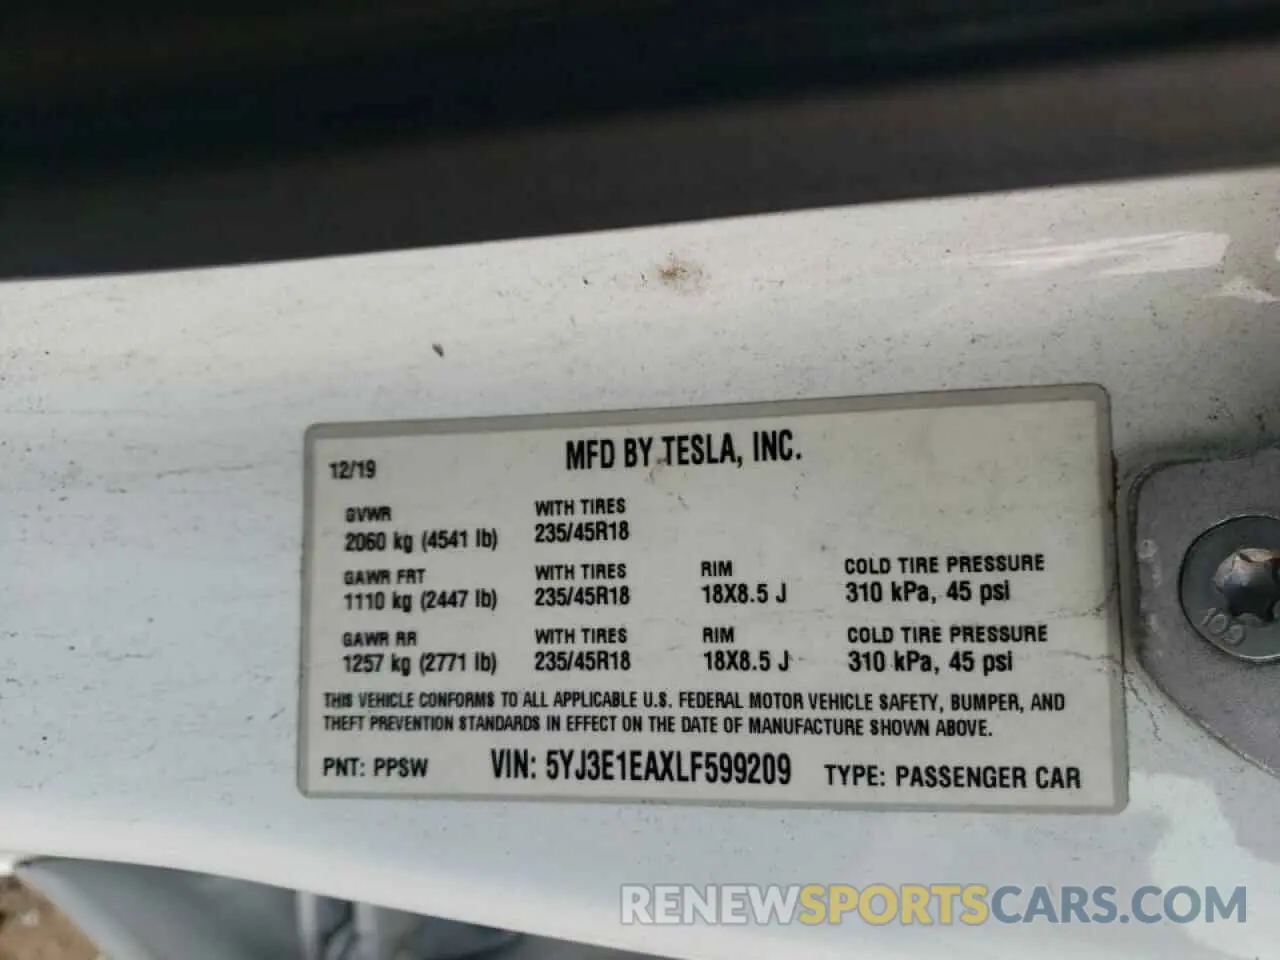 MFD BY TESLA, INC.
12/19
GVWR WITH TIRES
2060 kg (4541 lb) 235/45R18
GAWR FRT WITH TIRES RIM COLD TIRE PRESSURE
1110 kg (2447 lb) 235/45R18 18X8.5 J 310 kPa, 45 psi
GAWR RR WITH TIRES RIM COLD TIRE PRESSURE
1257 kg (2771 lb) 235/45R18 18X8.5 J 310 kPa, 45 psi
THIS VEHICLE CONFORMS TO ALL APPLICABLE U.S. FEDERAL MOTOR VEHICLE SAFETY, BUMPER, AND
THEFT PREVENTION STANDARDS IN EFFECT ON THE DATE OF MANUFACTURE SHOWN ABOVE.
PNT: PPSW VIN: 5YJ3E1EAXLF599209 TYPE: PASSENGER CAR
RENEWSPORTSCARS.COM